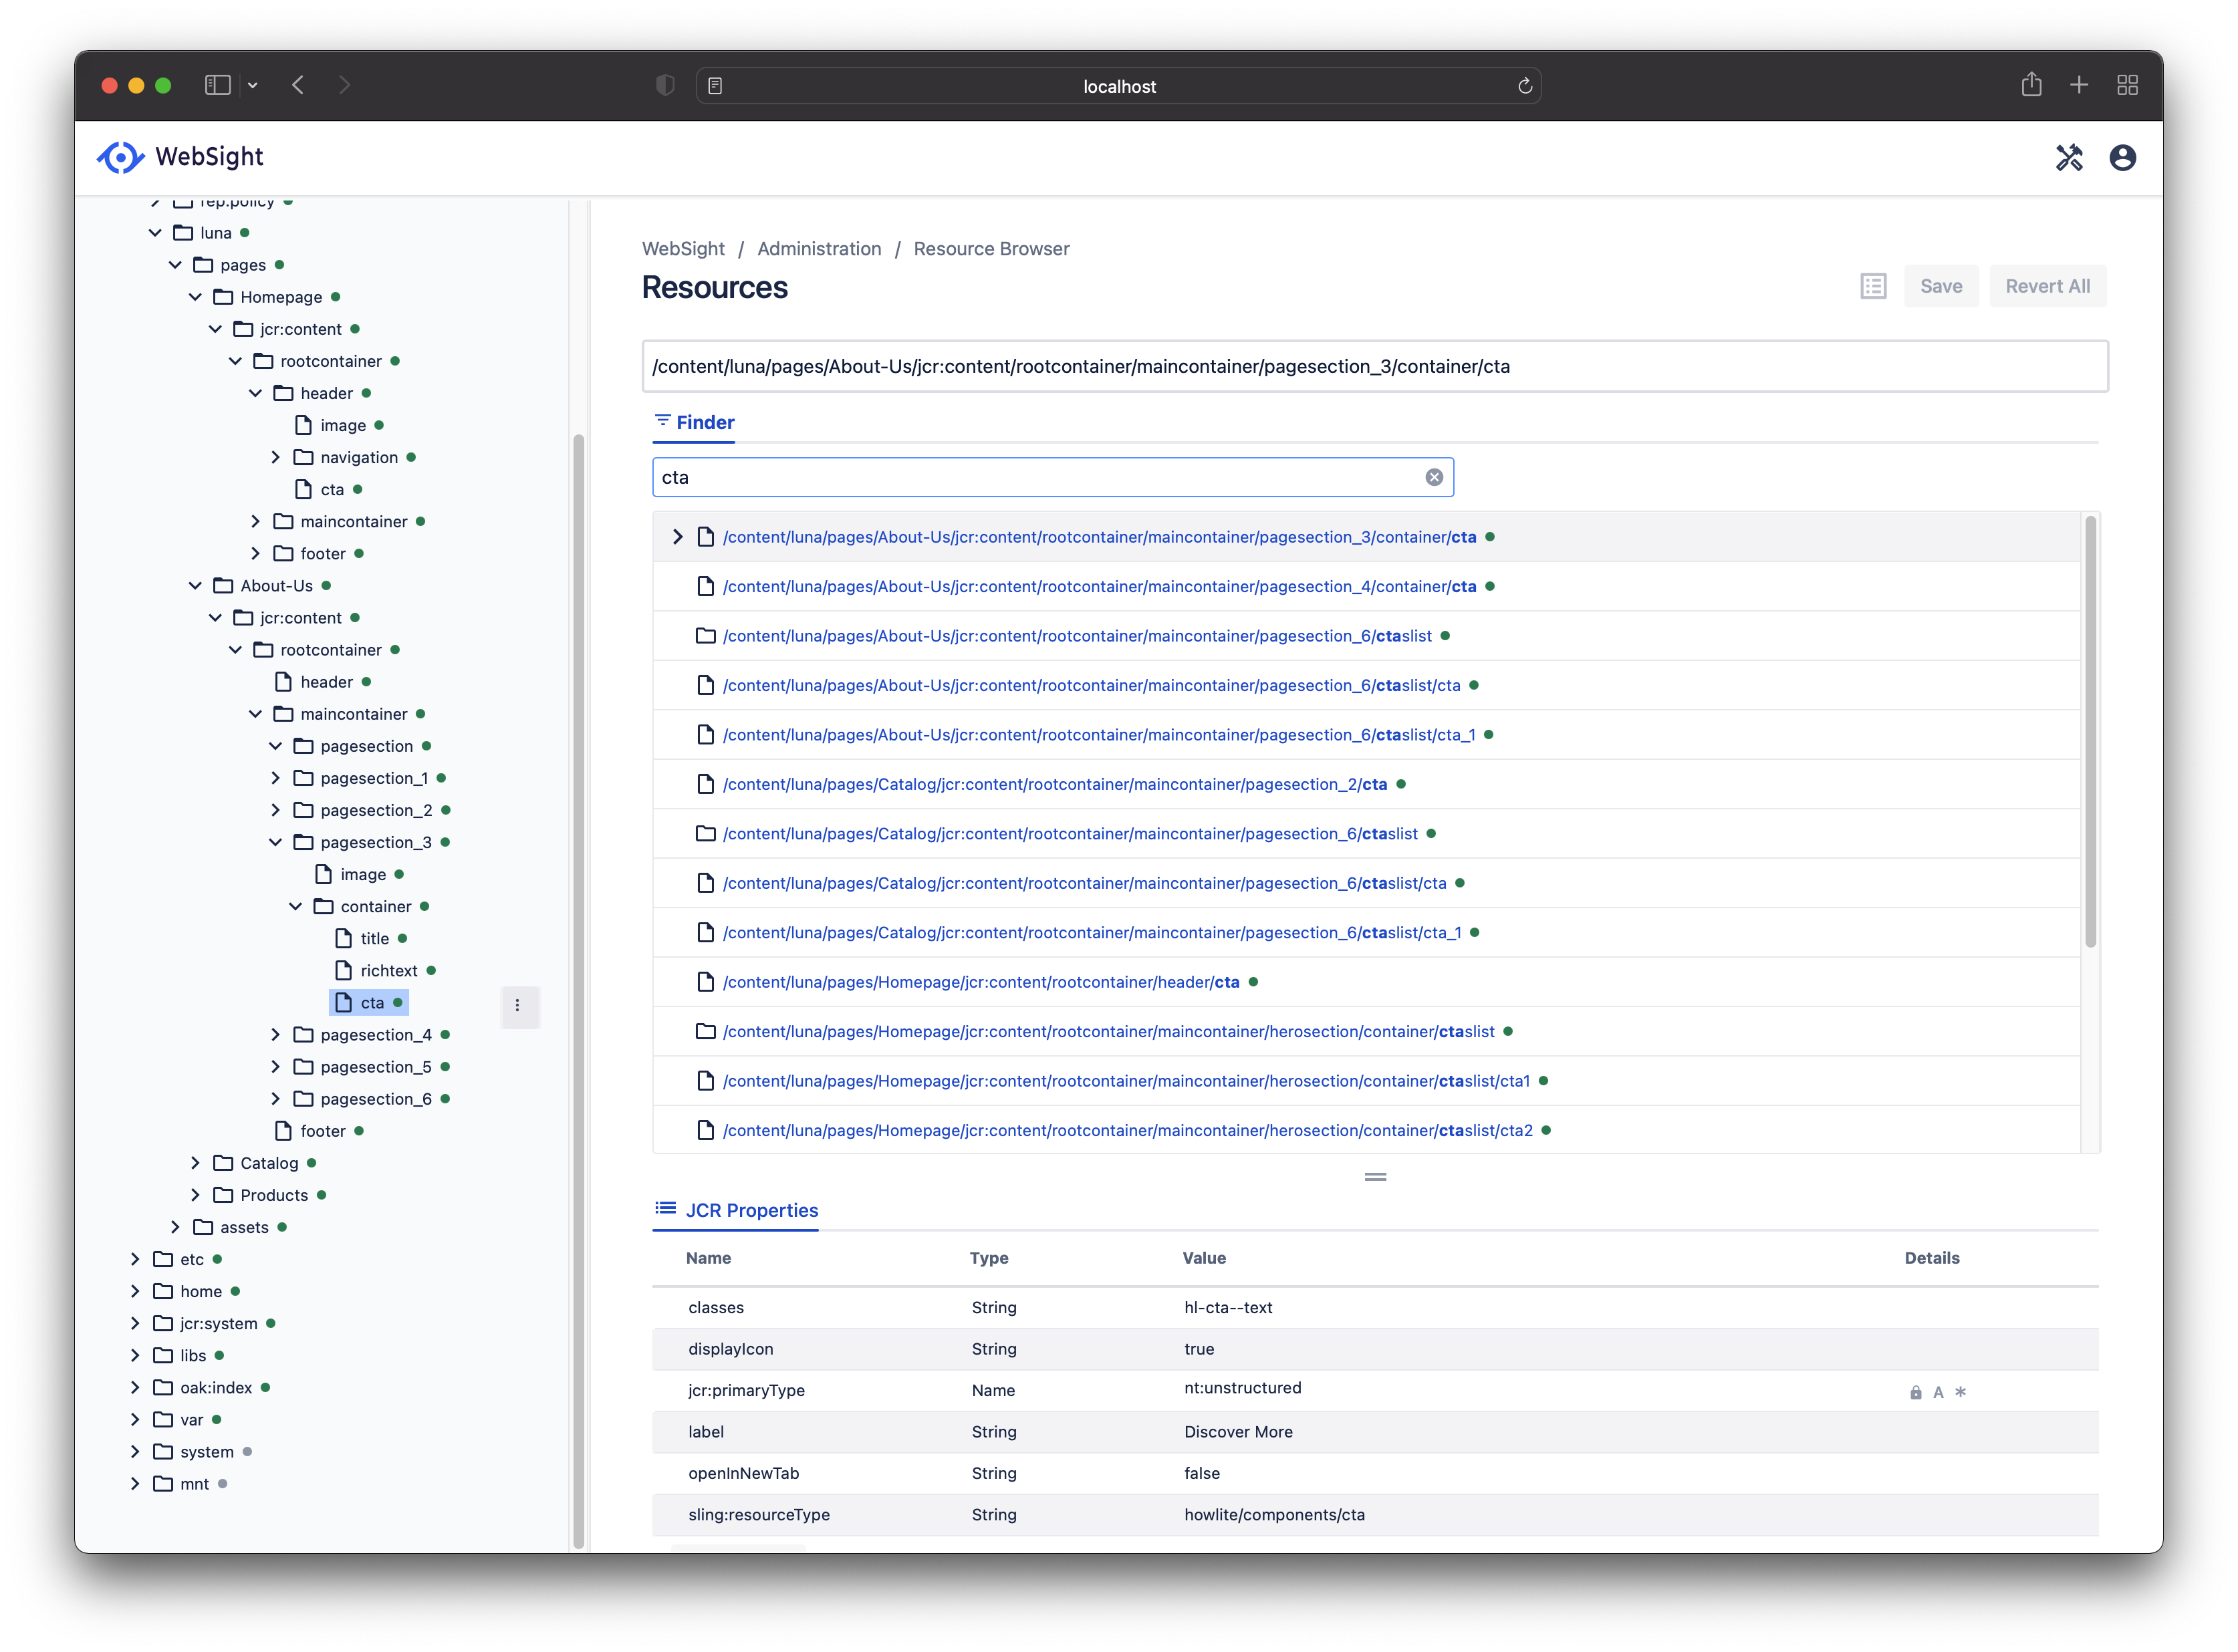 localhost
WebSight
rep:policy
luna
pages
Homepage
jcr:content
rootcontainer
header
image
navigation
cta
maincontainer
footer
About-Us
jcr:content
rootcontainer
header
maincontainer
pagesection
pagesection_1
pagesection_2
pagesection_3
image
container
title
richtext
cta
pagesection_4
pagesection_5
pagesection_6
footer
Catalog
Products
assets
etc
home
jcr:system
libs
oak:index
var
system
mnt
WebSight / Administration / Resource Browser
Resources
Save
Revert All
/content/luna/pages/About-Us/jcr:content/rootcontainer/maincontainer/pagesection_3/container/cta
Finder
cta
/content/luna/pages/About-Us/jcr:content/rootcontainer/maincontainer/pagesection_3/container/cta
/content/luna/pages/About-Us/jcr:content/rootcontainer/maincontainer/pagesection_4/container/cta
/content/luna/pages/About-Us/jcr:content/rootcontainer/maincontainer/pagesection_6/ctaslist
/content/luna/pages/About-Us/jcr:content/rootcontainer/maincontainer/pagesection_6/ctaslist/cta
/content/luna/pages/About-Us/jcr:content/rootcontainer/maincontainer/pagesection_6/ctaslist/cta_1
/content/luna/pages/Catalog/jcr:content/rootcontainer/maincontainer/pagesection_2/cta
/content/luna/pages/Catalog/jcr:content/rootcontainer/maincontainer/pagesection_6/ctaslist
/content/luna/pages/Catalog/jcr:content/rootcontainer/maincontainer/pagesection_6/ctaslist/cta
/content/luna/pages/Catalog/jcr:content/rootcontainer/maincontainer/pagesection_6/ctaslist/cta_1
/content/luna/pages/Homepage/jcr:content/rootcontainer/header/cta
/content/luna/pages/Homepage/jcr:content/rootcontainer/maincontainer/herosection/container/ctaslist
/content/luna/pages/Homepage/jcr:content/rootcontainer/maincontainer/herosection/container/ctaslist/cta1
/content/luna/pages/Homepage/jcr:content/rootcontainer/maincontainer/herosection/container/ctaslist/cta2
JCR Properties
Name Type Value Details
classes String hl-cta--text
displayIcon String true
jcr:primaryType Name nt:unstructured A *
label String Discover More
openInNewTab String false
sling:resourceType String howlite/components/cta